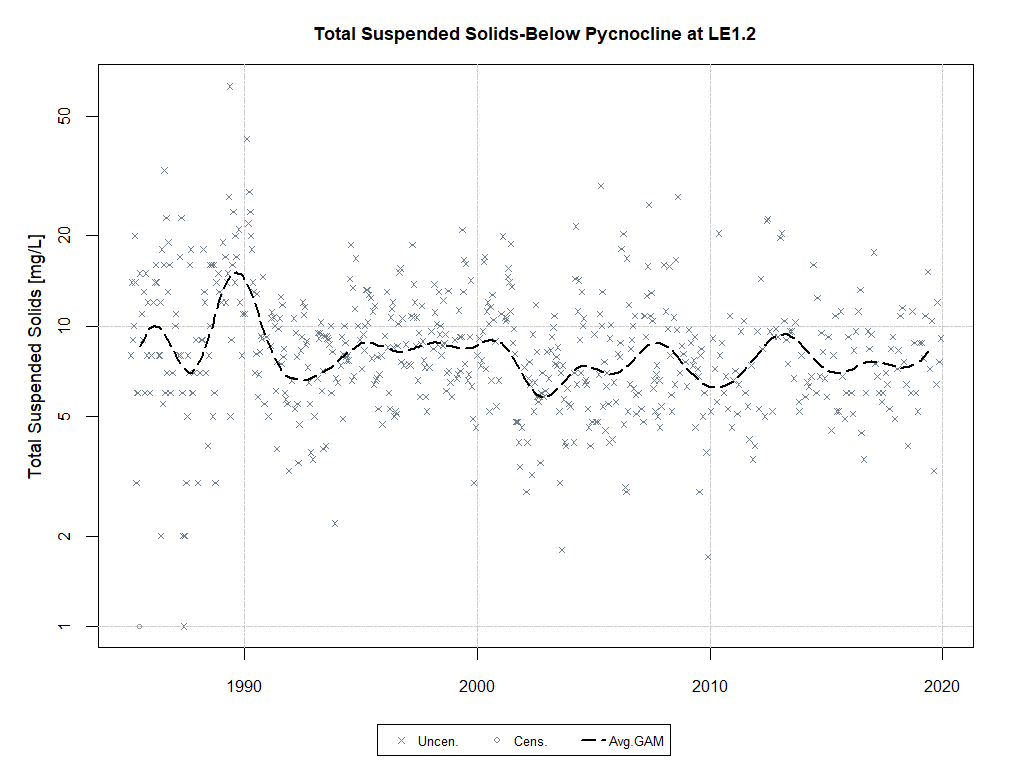 Total Suspended Solids-Below Pycnocline at LE1.2
Total Suspended Solids [mg/L]
50
20
10
5
2
1
1990 2000 2010 2020
Uncen. Cens. Avg.GAM